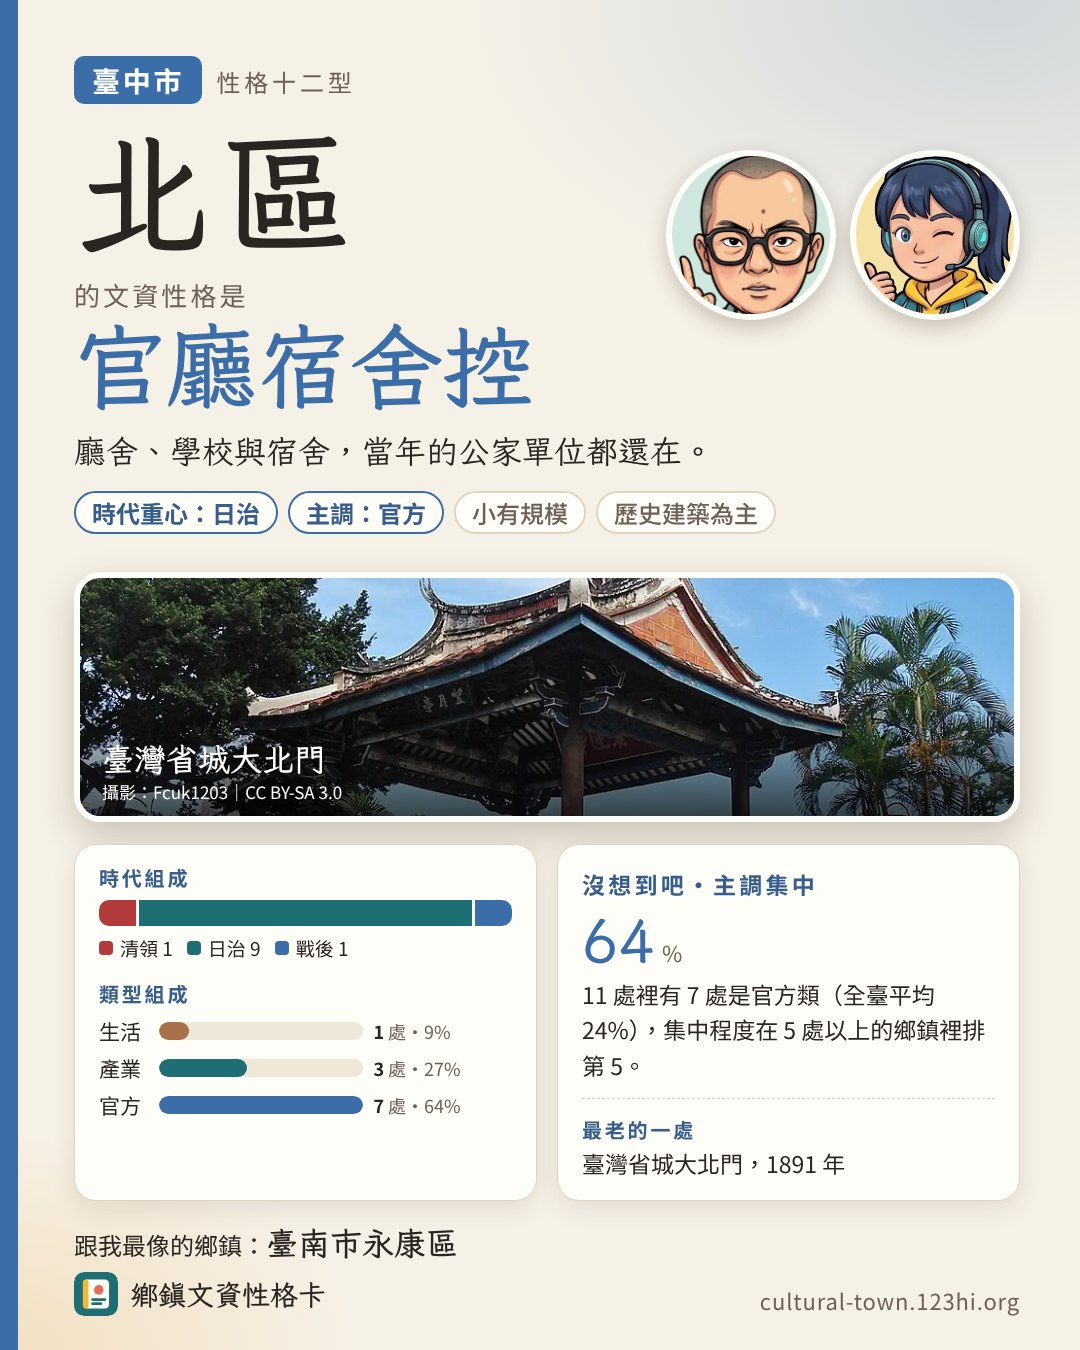 臺中市 性格十二型
北區
的文資性格是
官廳宿舍控
廳舍、學校與宿舍，當年的公家單位都還在。
時代重心：日治 主調：官方 小有規模 歷史建築為主
臺灣省城大北門
攝影：Fcuk1203｜CC BY-SA 3.0
時代組成
清領 1 日治 9 戰後 1
類型組成
生活 1 處・9%
產業 3 處・27%
官方 7 處・64%
沒想到吧・主調集中
64 %
11 處裡有 7 處是官方類（全臺平均
24%），集中程度在 5 處以上的鄉鎮裡排
第 5。
最老的一處
臺灣省城大北門，1891 年
跟我最像的鄉鎮：臺南市永康區
鄉鎮文資性格卡
cultural-town.123hi.org